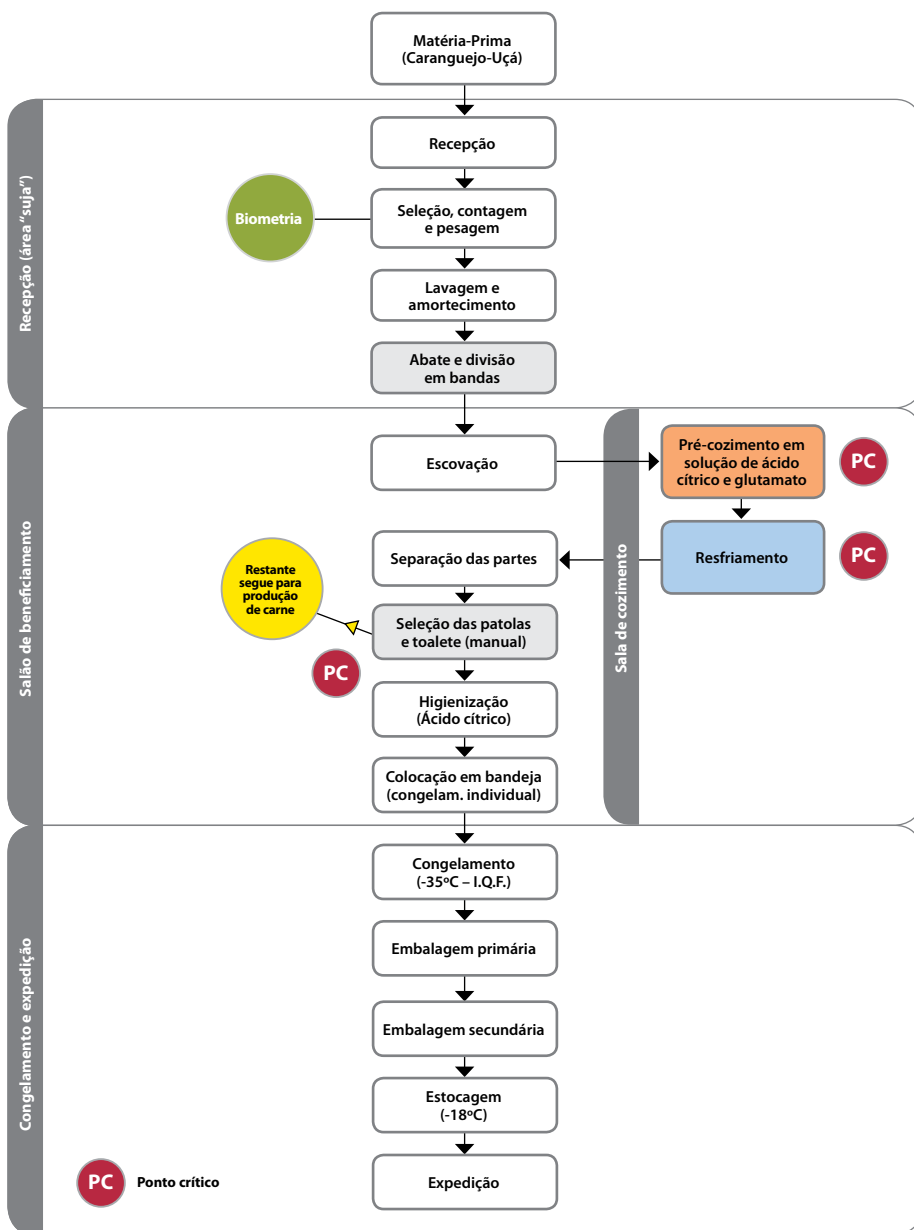 Matéria-Prima
(Caranguejo-Uçá)
Recepção (área “suja”)
Recepção
Biometria
Seleção, contagem
e pesagem
Lavagem e
amortecimento
Abate e divisão
em bandas
Salão de beneficiamento
Escovação
Sala de cozimento
Pré-cozimento em
solução de ácido
cítrico e glutamato
PC
Resfriamento
PC
Separação das partes
Restante
segue para
produção
de carne
Seleção das patolas
e toalete (manual)
PC
Higienização
(Ácido cítrico)
Colocação em bandeja
(congelam. individual)
Congelamento e expedição
Congelamento
(-35ºC – I.Q.F.)
Embalagem primária
Embalagem secundária
Estocagem
(-18ºC)
Expedição
PC
Ponto crítico